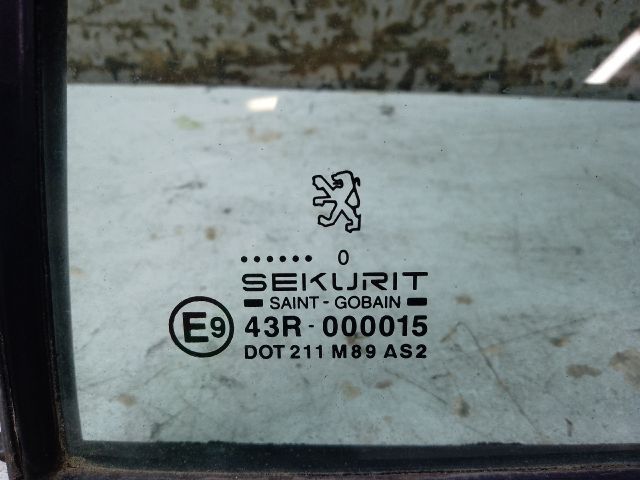 ...... 0
SEKURIT
SAINT - GOBAIN
E9 43R - 000015
DOT 211 M89 AS2